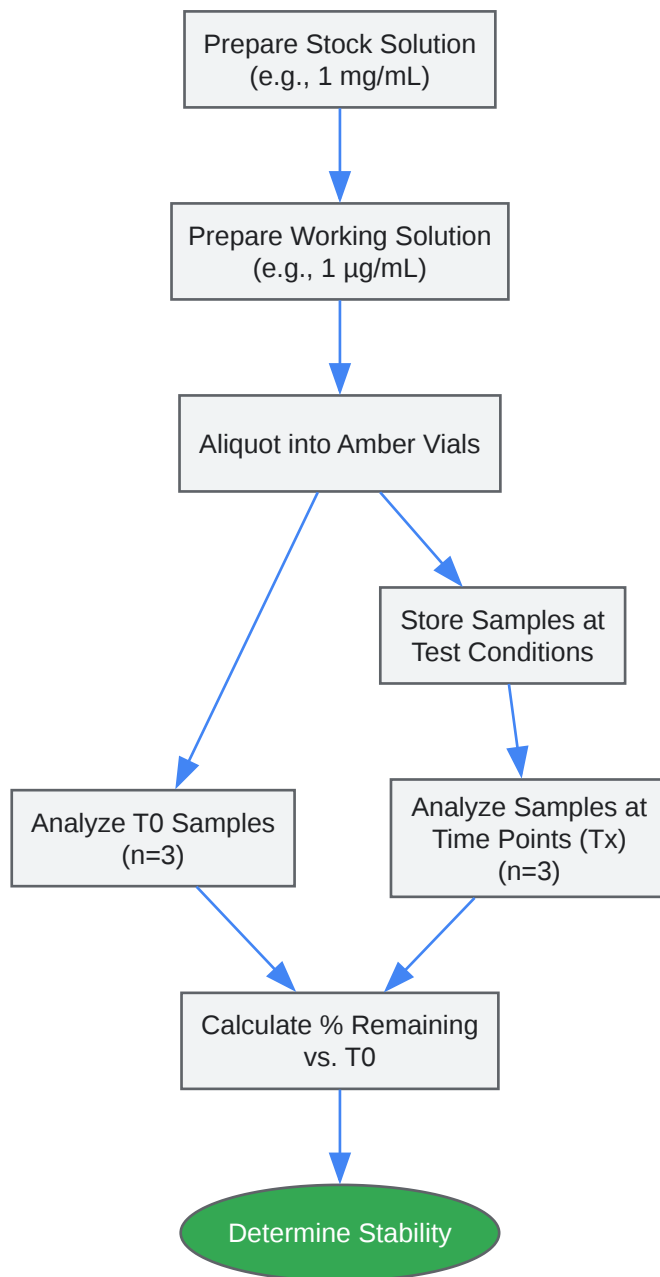 Prepare Stock Solution
(e.g., 1 mg/mL)
Prepare Working Solution
(e.g., 1 µg/mL)
Aliquot into Amber Vials
Store Samples at
Test Conditions
Analyze T0 Samples
(n=3)
Analyze Samples at
Time Points (Tx)
(n=3)
Calculate % Remaining
vs. T0
Determine Stability